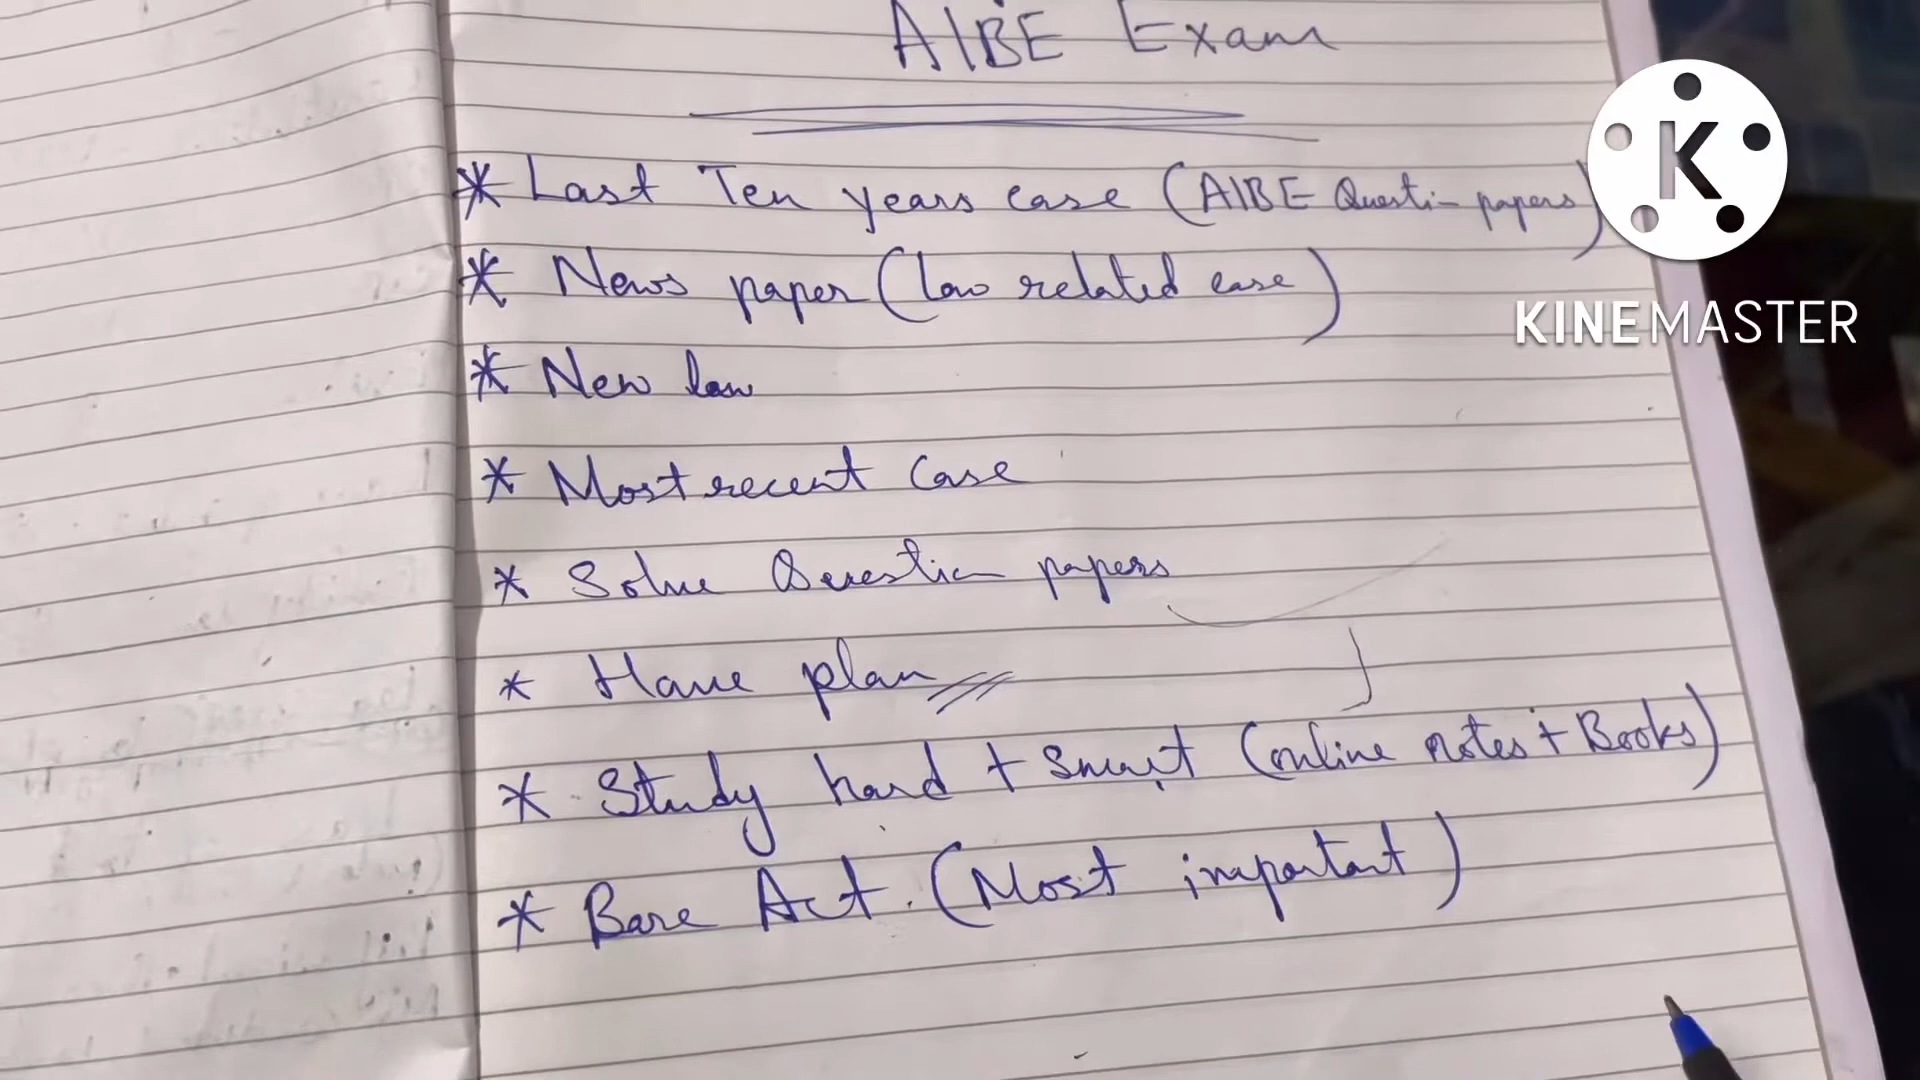 AIBE Exam
* Last Ten years case (AIBE Questi- papers)
* News paper (law related case)
* New law
* Most recent Case
* Solve Question papers
* Have plan
* Study hard + Smart (online notes + Books)
* Bare Act. (Most important)
K
KINEMASTER